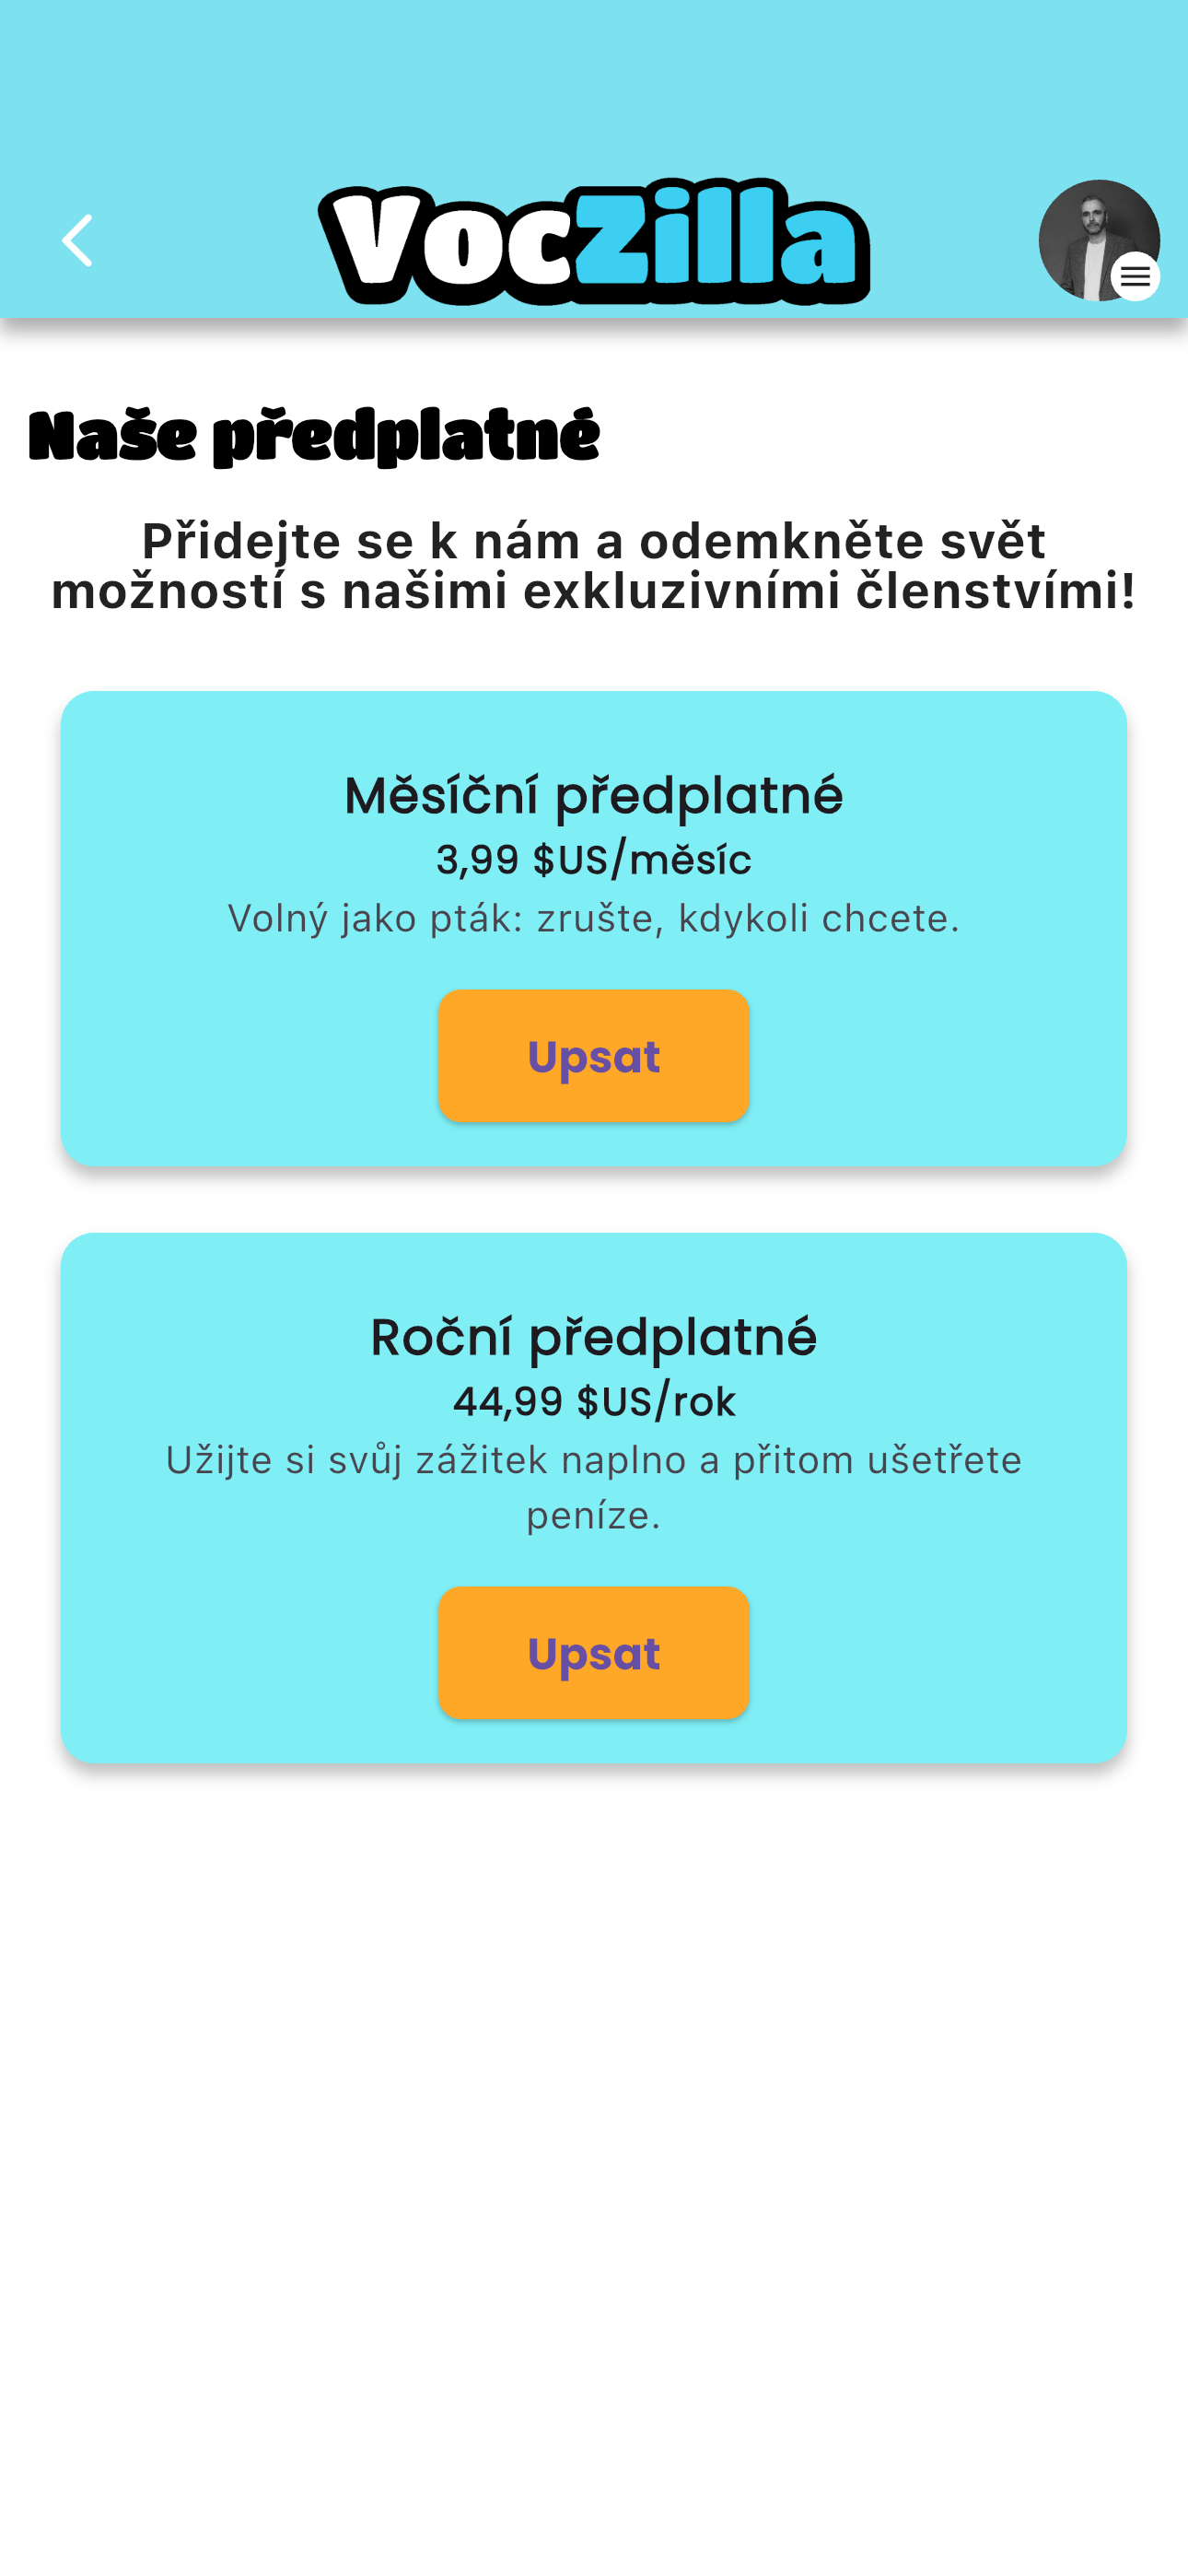 VocZilla
Naše předplatné
Přidejte se k nám a odemkněte svět
možností s našimi exkluzivními členstvími!
Měsíční předplatné
3,99 $US/měsíc
Volný jako pták: zrušte, kdykoli chcete.
Upsat
Roční předplatné
44,99 $US/rok
Užijte si svůj zážitek naplno a přitom ušetřete
peníze.
Upsat